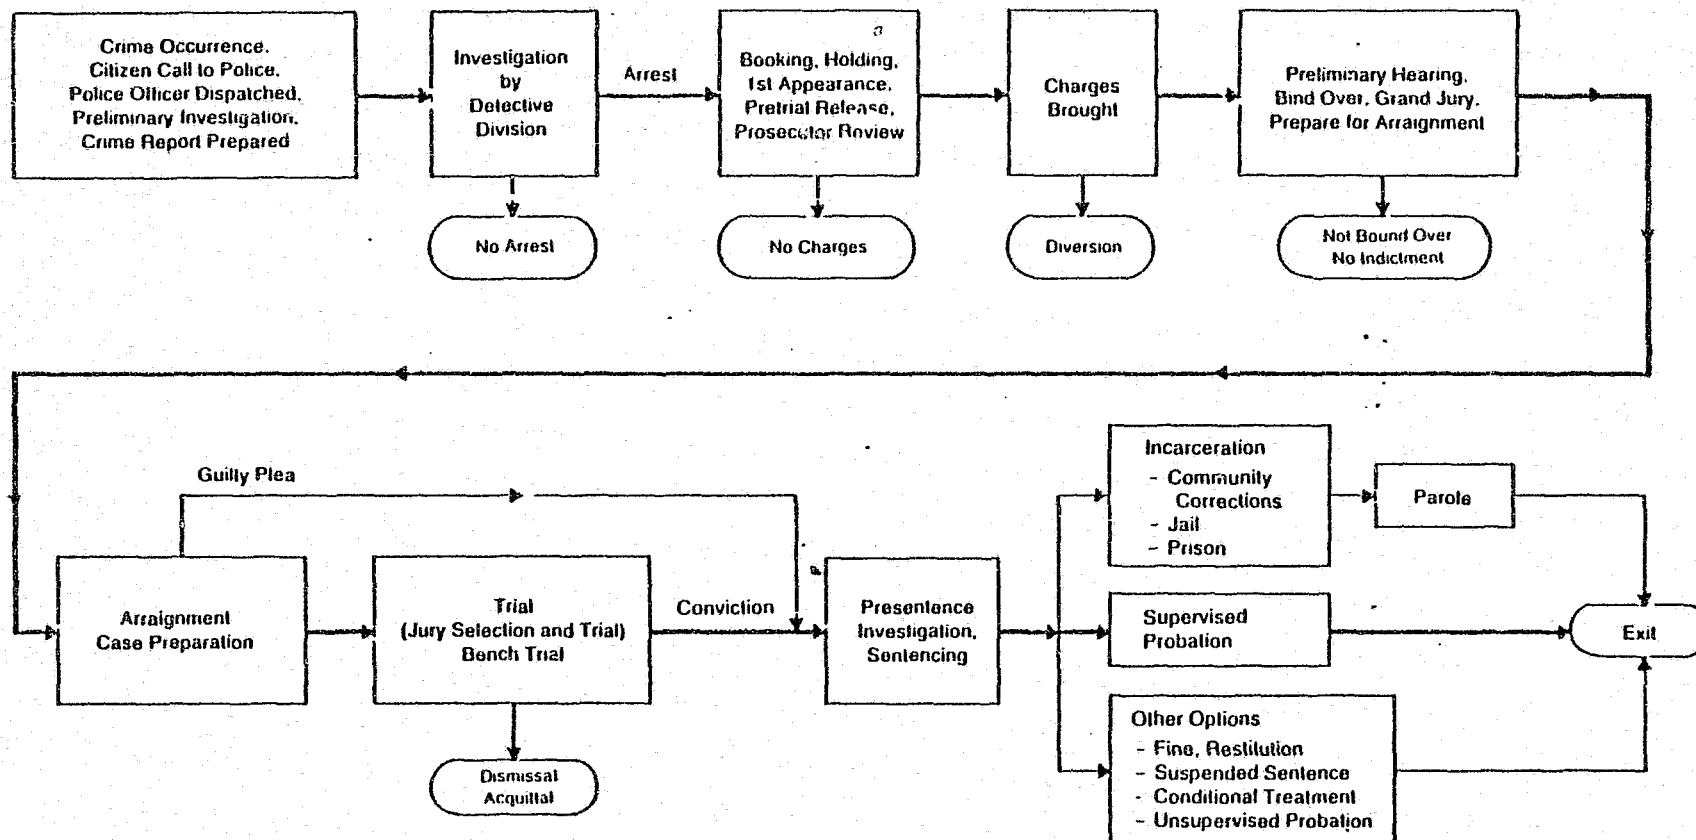 Crime Occurrence,
Citizen Call to Police,
Police Officer Dispatched,
Preliminary Investigation,
Crime Report Prepared
Investigation
by
Detective
Division
Arrest
Booking, Holding,
1st Appearance,
Pretrial Release,
Prosecutor Review
Charges
Brought
Preliminary Hearing,
Bind Over, Grand Jury,
Prepare for Arraignment
No Arrest
No Charges
Diversion
Not Bound Over
No Indictment
Guilty Plea
Arraignment
Case Preparation
Trial
(Jury Selection and Trial)
Bench Trial
Conviction
Presentence
Investigation,
Sentencing
Incarceration
- Community
Corrections
- Jail
- Prison
Parole
Supervised
Probation
Exit
Other Options
- Fine, Restitution
- Suspended Sentence
- Conditional Treatment
- Unsupervised Probation
Dismissal
Acquittal